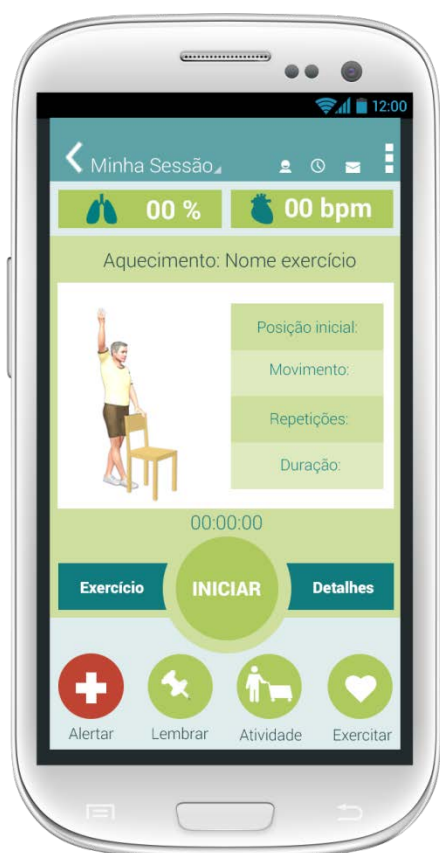 12:00
Minha Sessão
00 % 00 bpm
Aquecimento: Nome exercício
Posição inicial:
Movimento:
Repetições:
Duração:
00:00:00
Exercício INICIAR Detalhes
Alertar Lembrar Atividade Exercitar